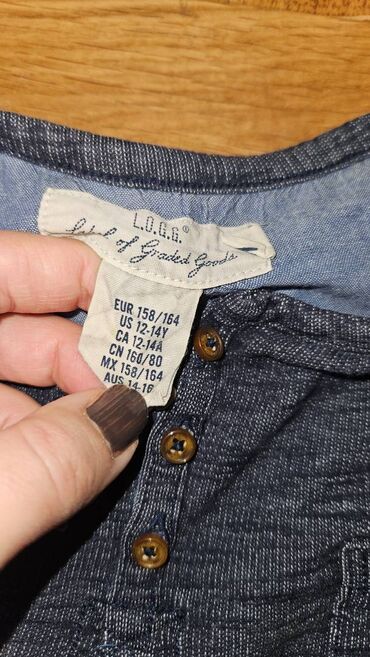 L.O.G.G.®
Label of Graded Goods
EUR 158/164
US 12-14Y
CA 12-14A
CN 160/80
MX 158/164
AUS 14-16